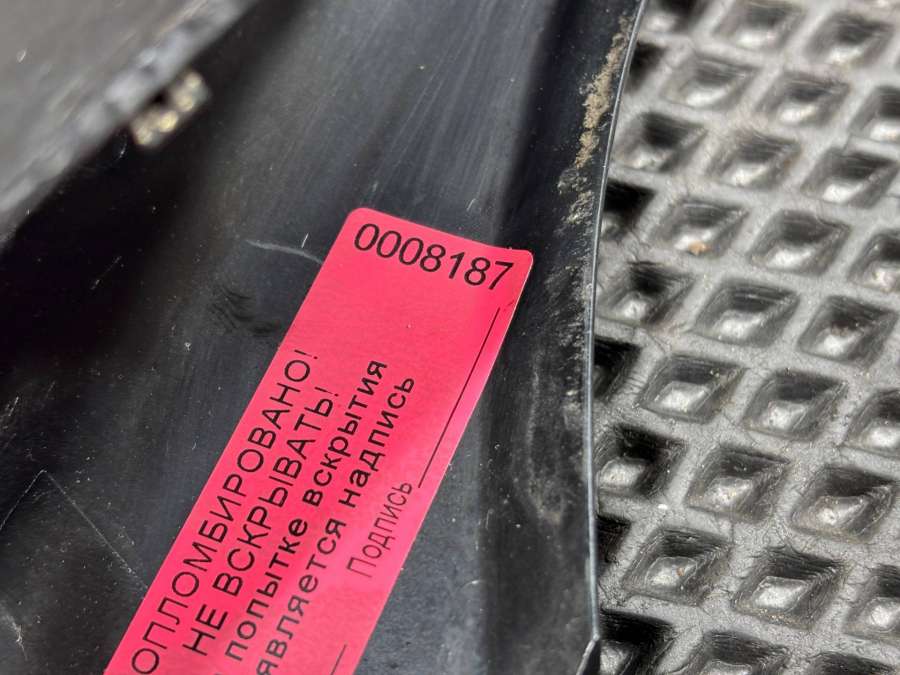 0008187
ОПЛОМБИРОВАНО!
НЕ ВСКРЫВАТЬ!
попытке вскрытия
является надпись
Подпись